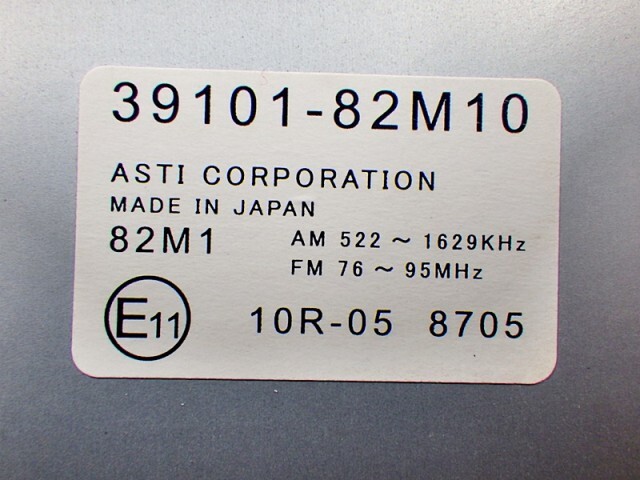 39101-82M10
ASTI CORPORATION
MADE IN JAPAN
82M1 AM 522 ~ 1629KHz
FM 76 ~ 95MHz
E11 10R-05 8705